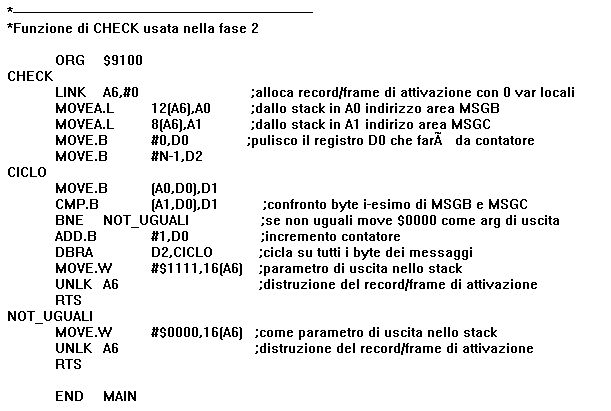 *
*Funzione di CHECK usata nella fase 2
ORG $9100
CHECK
LINK A6,#0 ;alloca record/frame di attivazione con 0 var locali
MOVEA.L 12(A6),A0 ;dallo stack in A0 indirizzo area MSGB
MOVEA.L 8(A6),A1 ;dallo stack in A1 indirizo area MSGC
MOVE.B #0,D0 ;pulisco il registro D0 che farÃ da contatore
MOVE.B #N-1,D2
CICLO
MOVE.B (A0,D0),D1
CMP.B (A1,D0),D1 ;confronto byte i-esimo di MSGB e MSGC
BNE NOT_UGUALI ;se non uguali move $0000 come arg di uscita
ADD.B #1,D0 ;incremento contatore
DBRA D2,CICLO ;cicla su tutti i byte dei messaggi
MOVE.W #$1111,16(A6) ;parametro di uscita nello stack
UNLK A6 ;distruzione del record/frame di attivazione
RTS
NOT_UGUALI
MOVE.W #$0000,16(A6) ;come parametro di uscita nello stack
UNLK A6 ;distruzione del record/frame di attivazione
RTS
END MAIN